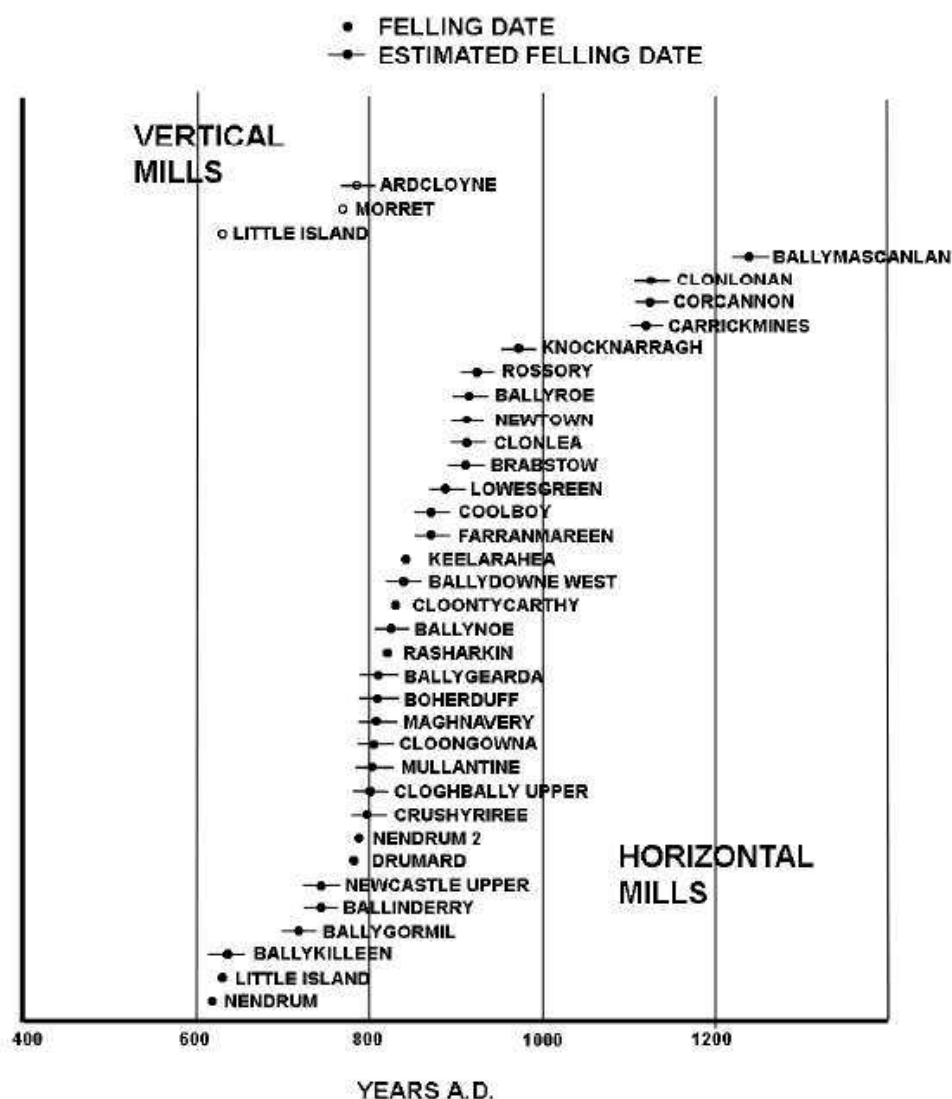 FELLING DATE
ESTIMATED FELLING DATE
VERTICAL
MILLS
ARDCLOYNE
MORRET
LITTLE ISLAND
BALLYMASCANLAN
CLONLONAN
CORCANNON
CARRICKMINES
KNOCKNARRAGH
ROSSORY
BALLYROE
NEWTOWN
CLONLEA
BRABSTOW
LOWESGREEN
COOLBOY
FARRANMAREEN
KEELARAHEA
BALLYDOWNE WEST
CLOONTYCARTHY
BALLYNOE
RASHARKIN
BALLYGEARDA
BOHERDUFF
MAGHNAVERY
CLOONGOWNA
MULLANTINE
CLOGHBALLY UPPER
CRUSHYRIREE
NENDRUM 2
DRUMARD
NEWCASTLE UPPER
BALLINDERRY
BALLYGORMIL
BALLYKILLEEN
LITTLE ISLAND
NENDRUM
HORIZONTAL
MILLS
400 600 800 1000 1200
YEARS A.D.